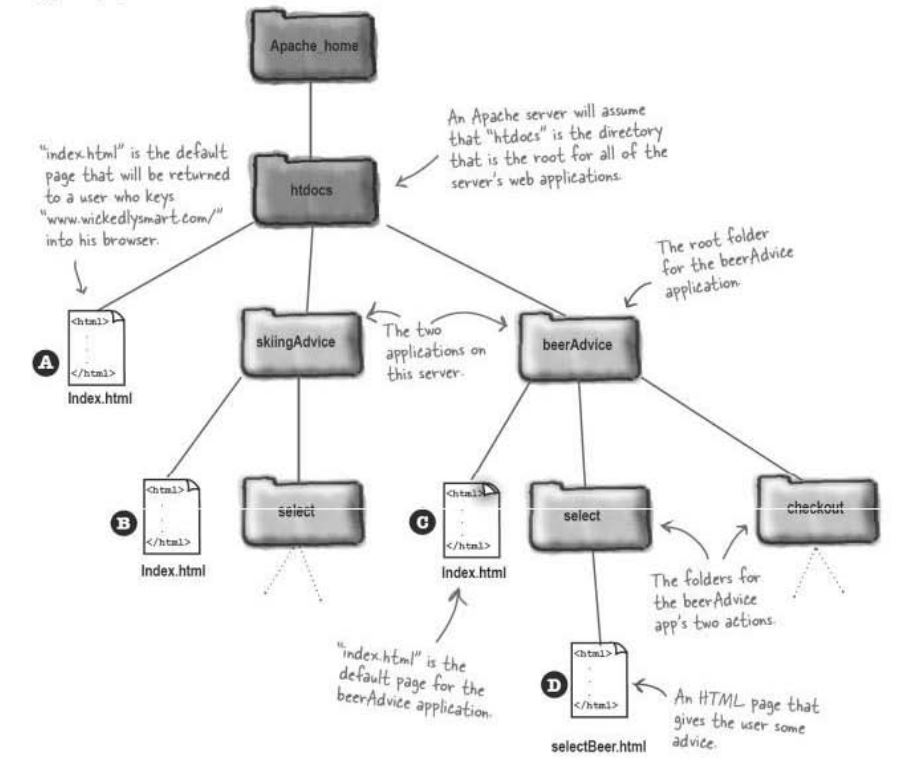 Apache_home
An Apache server will assume
that "htdocs" is the directory
that is the root for all of the
server's web applications.
"index.html" is the default
page that will be returned
to a user who keys
"www.wickedlysmart.com/"
into his browser.
htdocs
The root folder
for the beerAdvice
application.
<html>
</html>
A
Index.html
skiingAdvice
The two
applications on
this server.
beerAdvice
<html>
</html>
B
Index.html
select
<html>
</html>
C
Index.html
select
checkout
The folders for
the beerAdvice
app's two actions.
"index.html" is the
default page for the
beerAdvice application.
<html>
</html>
D
selectBeer.html
An HTML page that
gives the user some
advice.